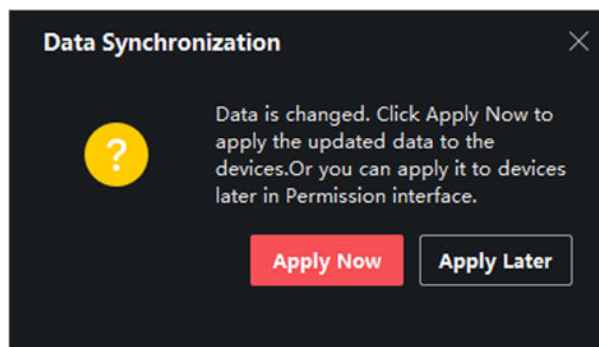 Data Synchronization
Data is changed. Click Apply Now to
apply the updated data to the
devices.Or you can apply it to devices
later in Permission interface.
Apply Now
Apply Later